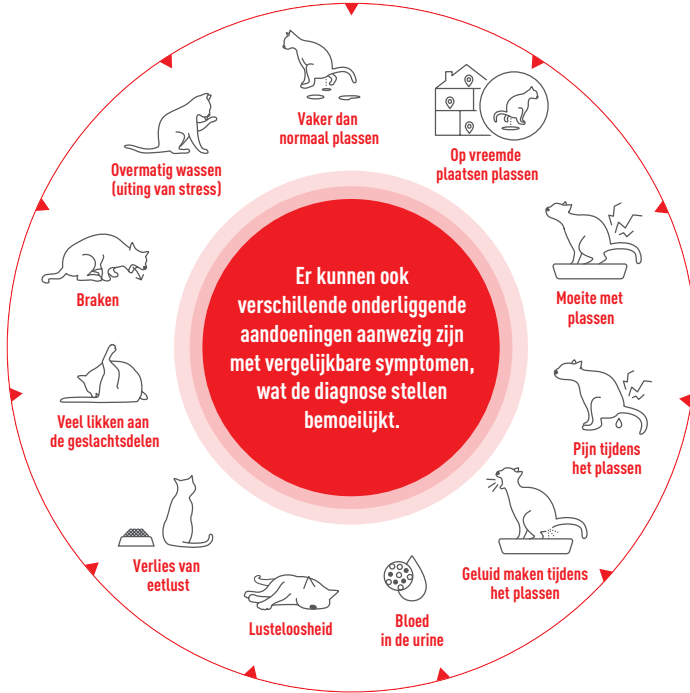 Vaker dan
normaal plassen
Op vreemde
plaatsen plassen
Moeite met
plassen
Pijn tijdens
het plassen
Geluid maken tijdens
het plassen
Bloed
in de urine
Lusteloosheid
Verlies van
eetlust
Veel likken aan
de geslachtsdelen
Braken
Overmatig wassen
(uiting van stress)
Er kunnen ook
verschillende onderliggende
aandoeningen aanwezig zijn
met vergelijkbare symptomen,
wat de diagnose stellen
bemoeilijkt.